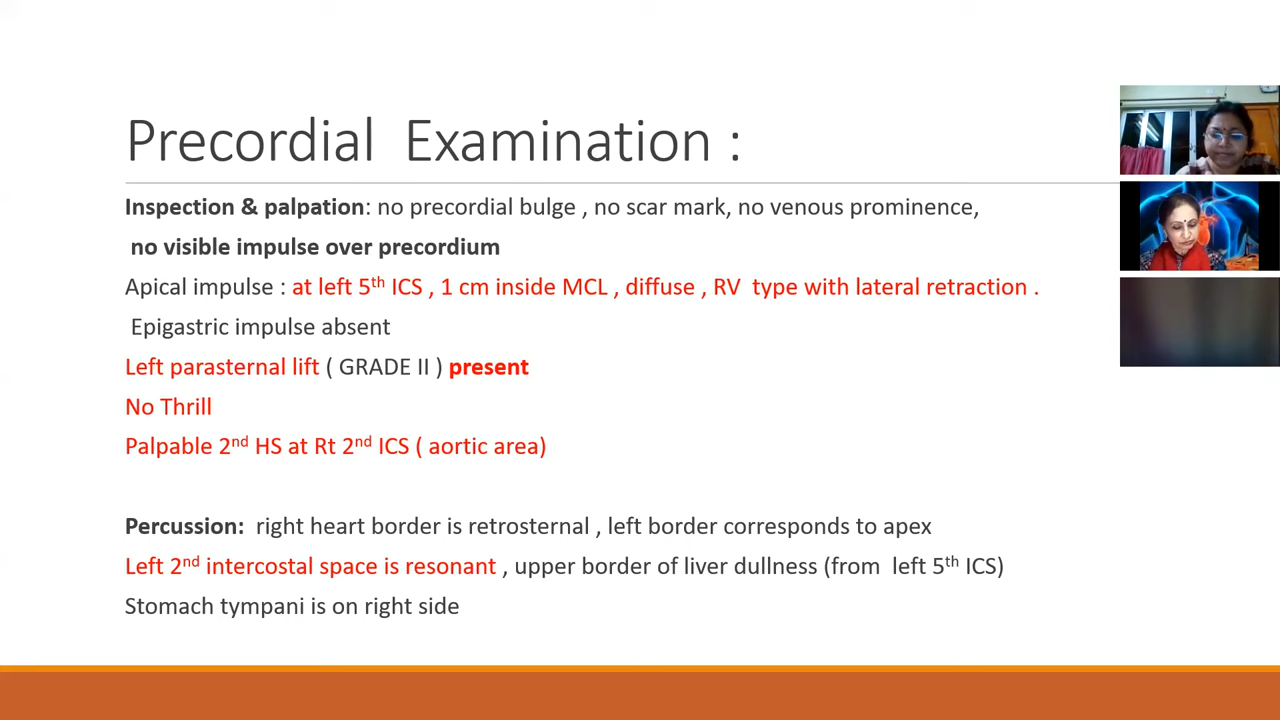 Precordial Examination :
Inspection & palpation: no precordial bulge , no scar mark, no venous prominence,
no visible impulse over precordium
Apical impulse : at left 5th ICS , 1 cm inside MCL , diffuse , RV type with lateral retraction .
Epigastric impulse absent
Left parasternal lift ( GRADE II ) present
No Thrill
Palpable 2nd HS at Rt 2nd ICS ( aortic area)
Percussion: right heart border is retrosternal , left border corresponds to apex
Left 2nd intercostal space is resonant , upper border of liver dullness (from left 5th ICS)
Stomach tympani is on right side